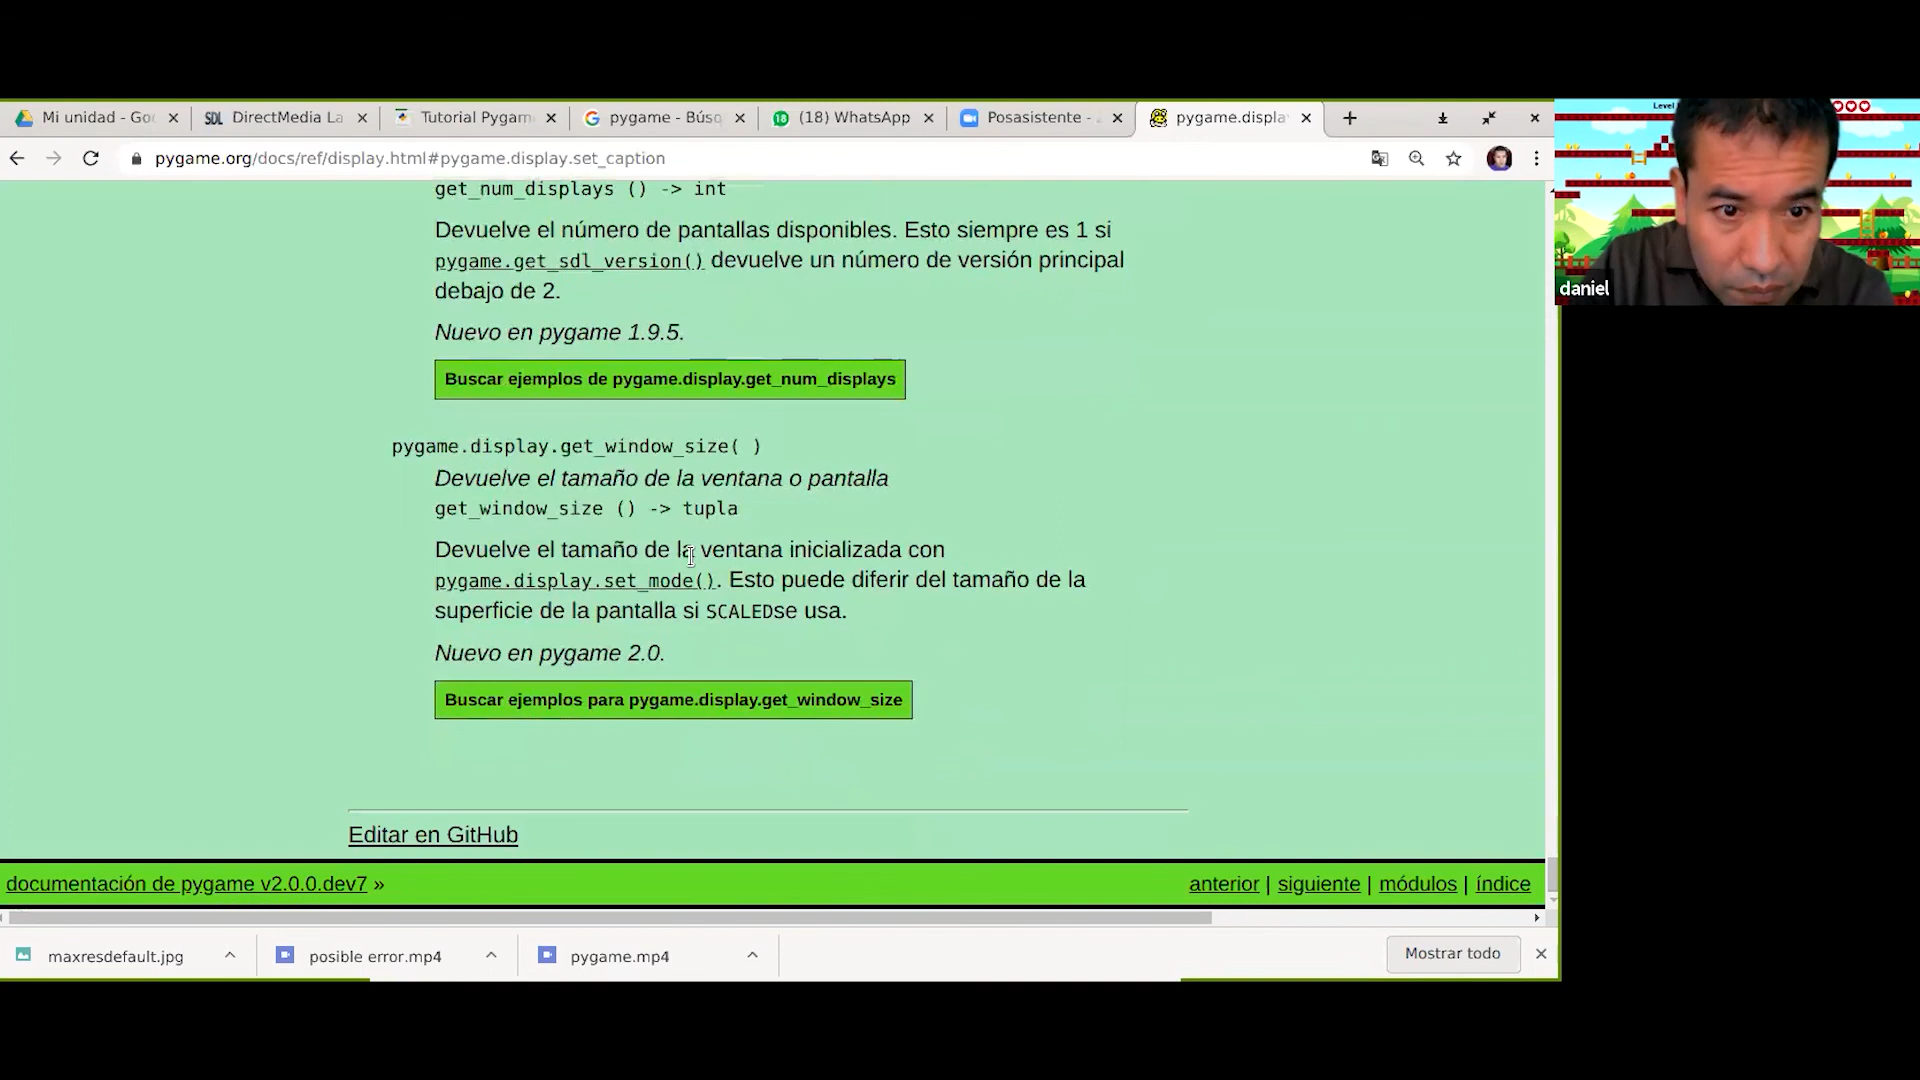 Mi unidad - Go
DirectMedia La
Tutorial Pygam
pygame - Búsq
(18) WhatsApp
Posasistente -
pygame.displa
pygame.org/docs/ref/display.html#pygame.display.set_caption
Level
daniel
get_num_displays () -> int
Devuelve el número de pantallas disponibles. Esto siempre es 1 si
pygame.get_sdl_version() devuelve un número de versión principal
debajo de 2.
Nuevo en pygame 1.9.5.
Buscar ejemplos de pygame.display.get_num_displays
pygame.display.get_window_size( )
Devuelve el tamaño de la ventana o pantalla
get_window_size () -> tupla
Devuelve el tamaño de la ventana inicializada con
pygame.display.set_mode(). Esto puede diferir del tamaño de la
superficie de la pantalla si SCALEDse usa.
Nuevo en pygame 2.0.
Buscar ejemplos para pygame.display.get_window_size
Editar en GitHub
documentación de pygame v2.0.0.dev7 »
anterior | siguiente | módulos | índice
maxresdefault.jpg
posible error.mp4
pygame.mp4
Mostrar todo